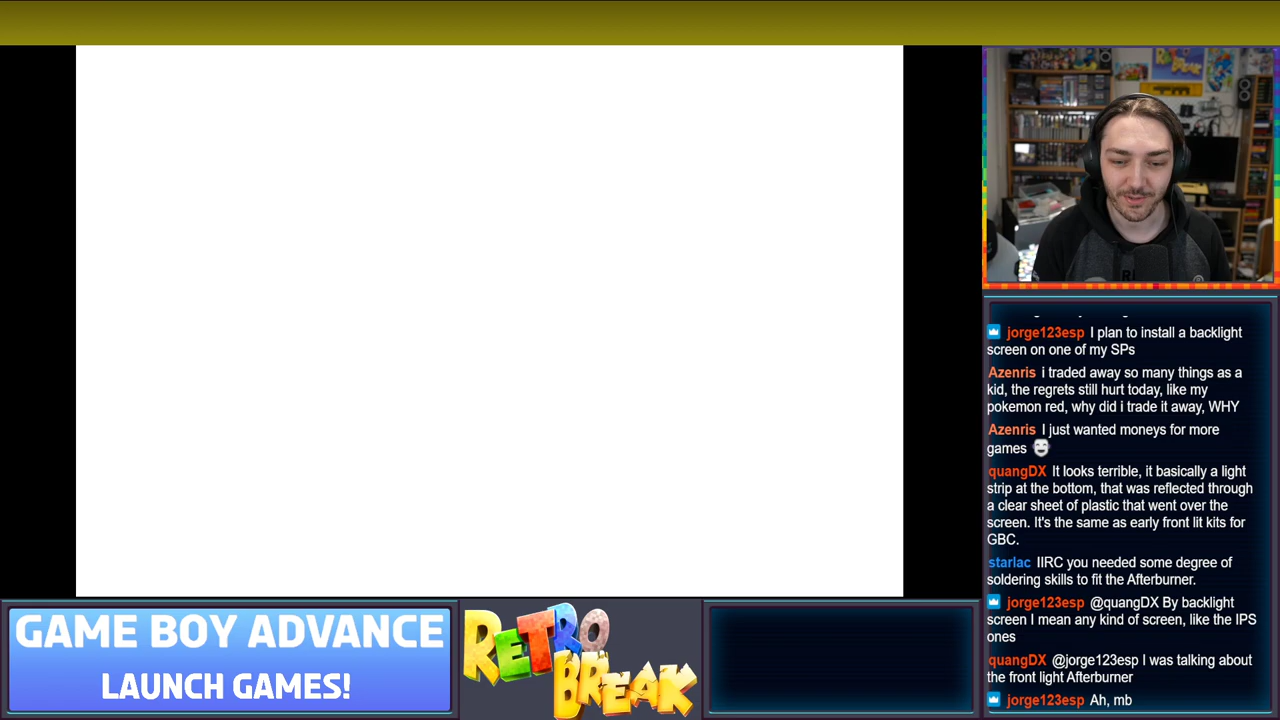 jorge123esp I plan to install a backlight
screen on one of my SPs
Azenris i traded away so many things as a
kid, the regrets still hurt today, like my
pokemon red, why did i trade it away, WHY
Azenris I just wanted moneys for more
games
quangDX It looks terrible, it basically a light
strip at the bottom, that was reflected through
a clear sheet of plastic that went over the
screen. It's the same as early front lit kits for
GBC.
starlac IIRC you needed some degree of
soldering skills to fit the Afterburner.
jorge123esp @quangDX By backlight
screen I mean any kind of screen, like the IPS
ones
quangDX @jorge123esp I was talking about
the front light Afterburner
jorge123esp Ah, mb
GAME BOY ADVANCE
LAUNCH GAMES!
RETRO
BREAK